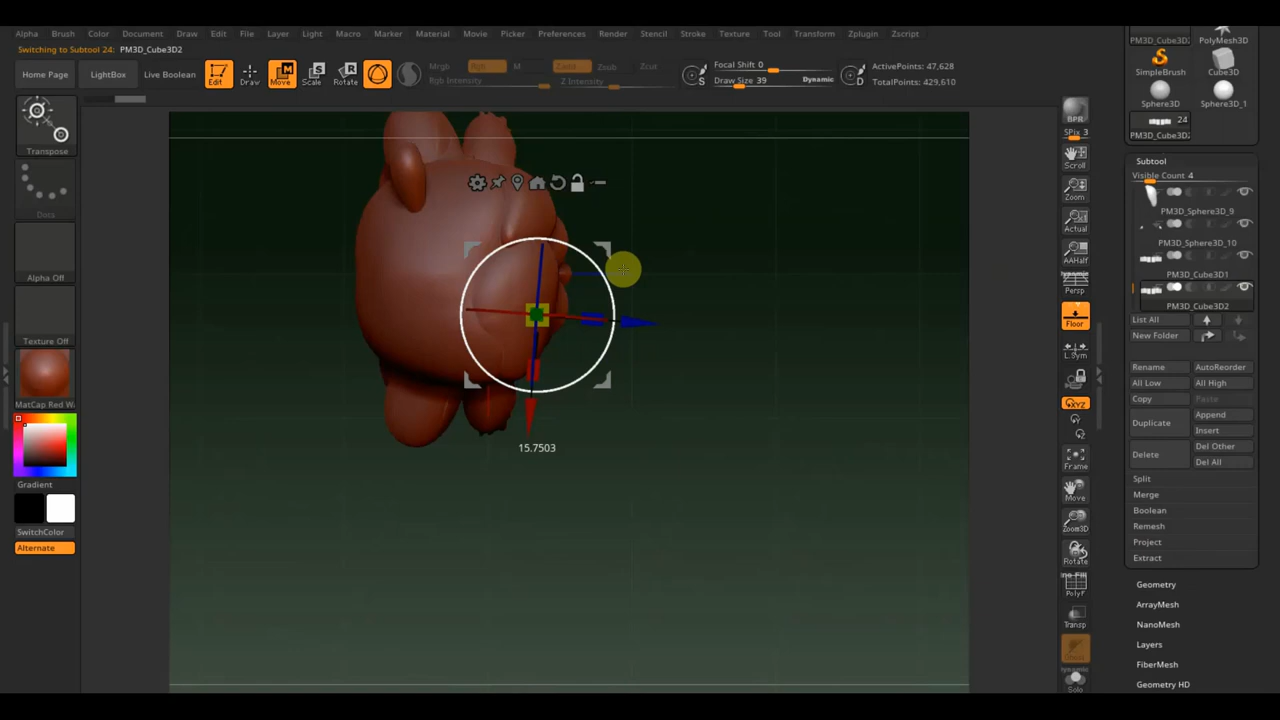 Alpha Brush Color Document Draw Edit File Layer Light Macro Marker Material Movie Picker Preferences Render Stencil Stroke Texture Tool Transform Zplugin Zscript
Switching to Subtool 24: PM3D_Cube3D2
Home Page
LightBox
Live Boolean
Edit
Draw
Move
Scale
Rotate
Mrgb
Rgb
M
Rgb Intensity
Zadd
Zsub
Zcut
Z Intensity
S
Focal Shift 0
Draw Size 39
Dynamic
D
ActivePoints: 47,628
TotalPoints: 429,610
Transpose
Dots
Alpha Off
Texture Off
MatCap Red Wa
Gradient
SwitchColor
Alternate
15.7503
BPR
SPix 3
Scroll
Zoom
Actual
AAHalf
Dynamic
Persp
Floor
L.Sym
XYZ
Frame
Move
Zoom3D
Rotate
PolyF
Transp
Dynamic
Solo
PM3D_Cube3D2
PolyMesh3D
SimpleBrush
Cube3D
Sphere3D
Sphere3D_1
24
PM3D_Cube3D2
Subtool
Visible Count 4
PM3D_Sphere3D_9
PM3D_Sphere3D_10
PM3D_Cube3D1
PM3D_Cube3D2
List All
New Folder
Rename
AutoReorder
All Low
All High
Copy
Paste
Duplicate
Append
Insert
Delete
Del Other
Del All
Split
Merge
Boolean
Remesh
Project
Extract
Geometry
ArrayMesh
NanoMesh
Layers
FiberMesh
Geometry HD